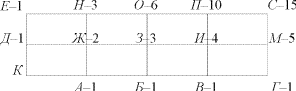 Е–1 Н–3 О–6 П–10 С–15
Д–1 Ж–2 З–3 И–4 М–5
К
А–1 Б–1 В–1 Г–1